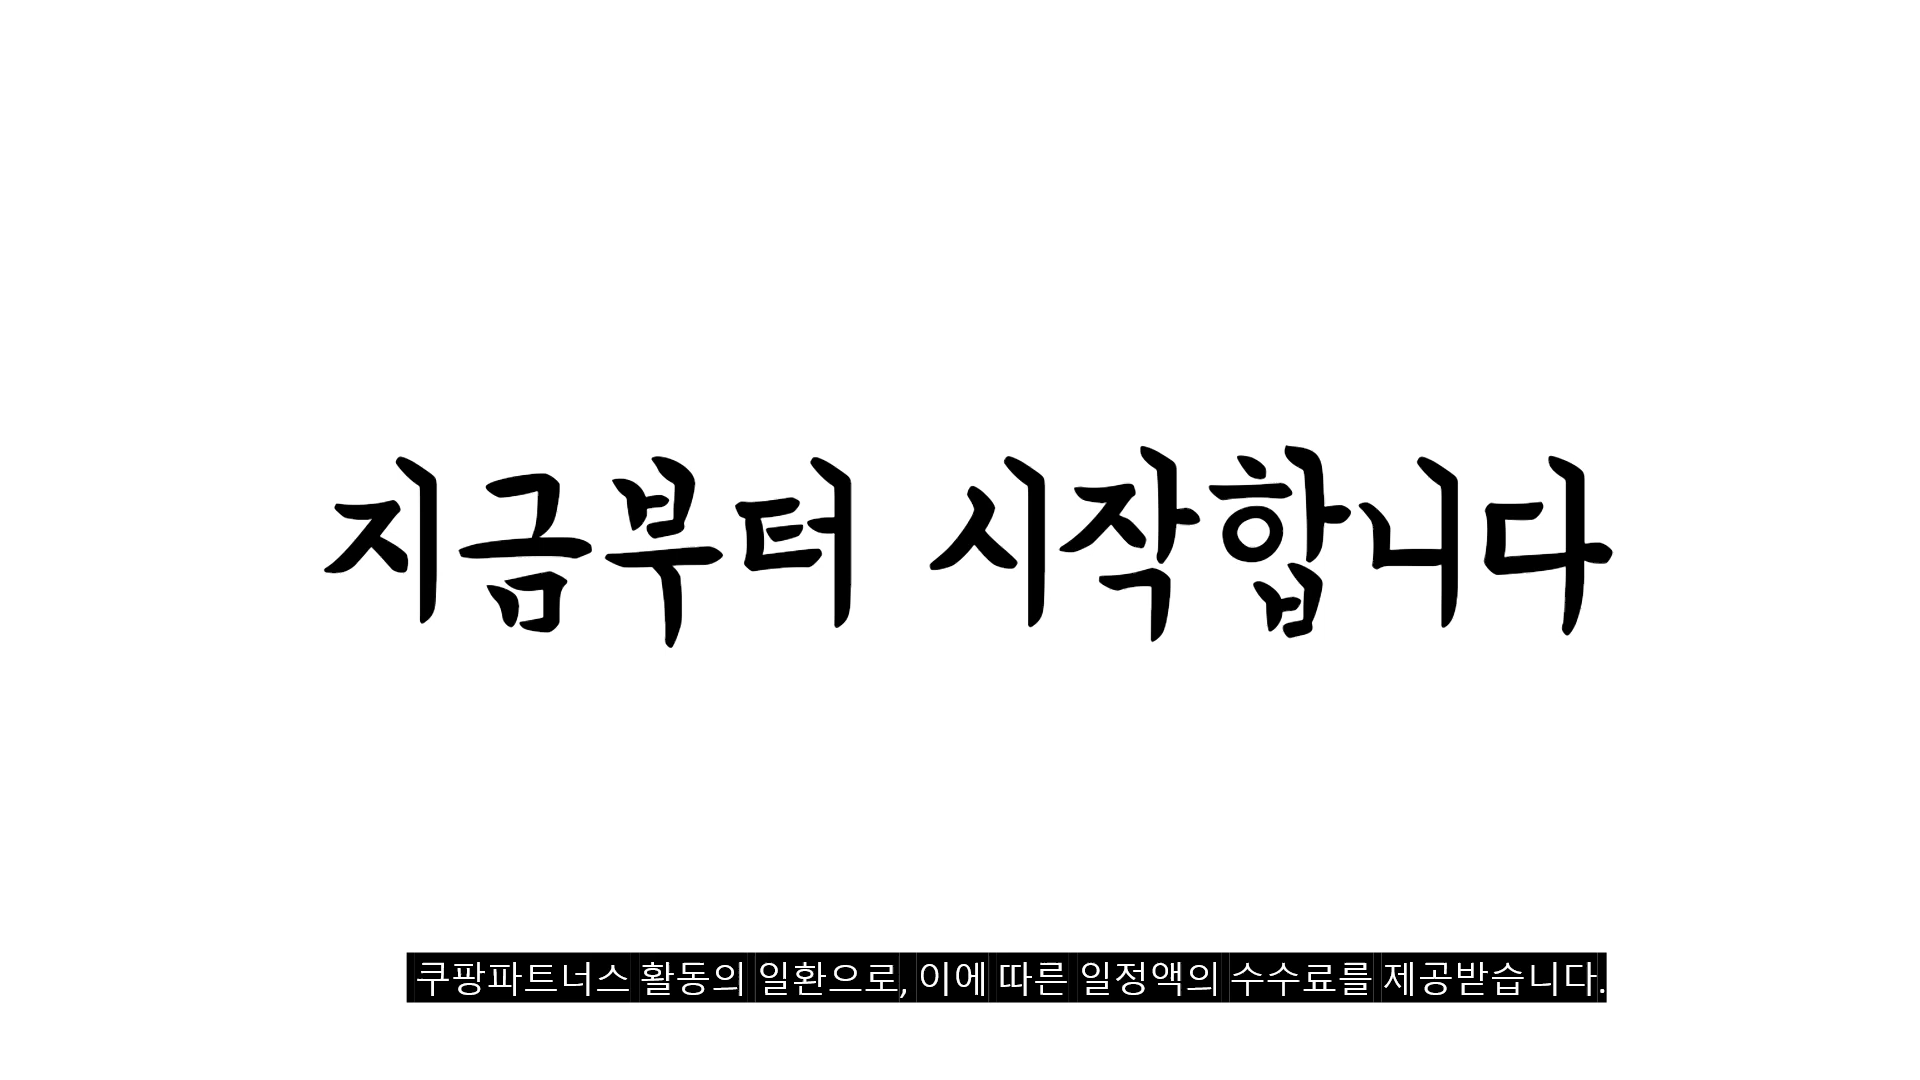 지금부터 시작합니다
쿠팡파트너스 활동의 일환으로, 이에 따른 일정액의 수수료를 제공받습니다.